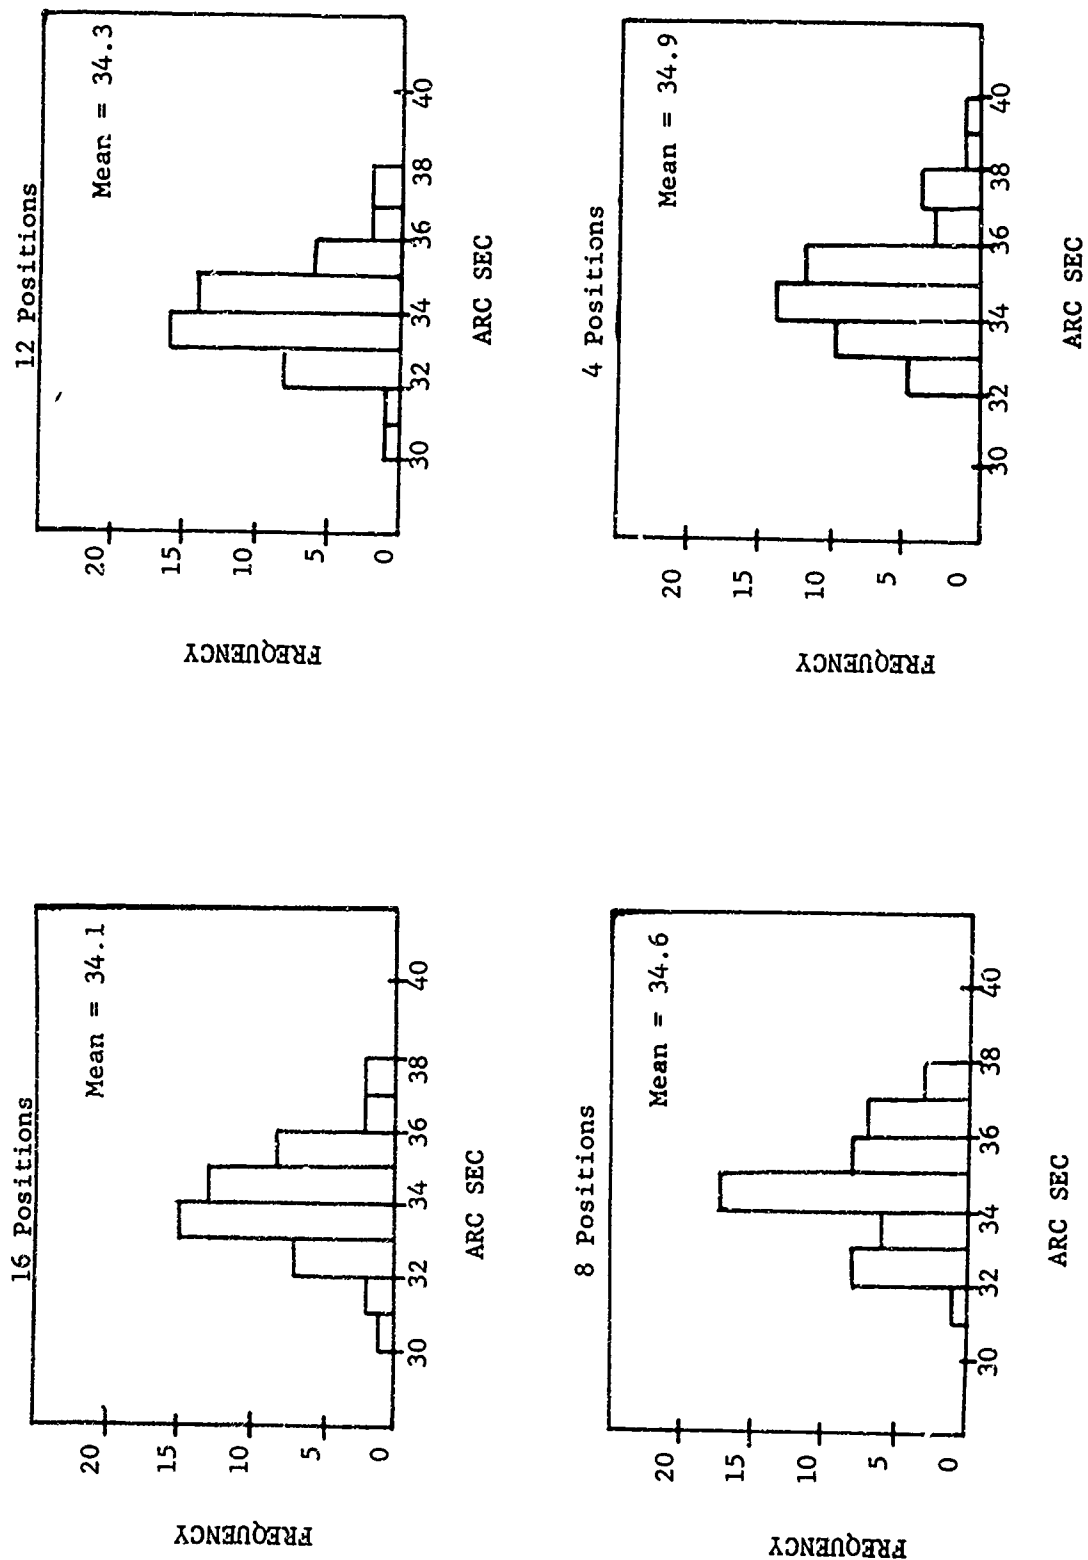 16 Positions
Mean = 34.1
FREQUENCY
20
15
10
5
0
30
32
34
36
38
40
ARC SEC
12 Positions
Mean = 34.3
FREQUENCY
20
15
10
5
0
30
32
34
36
38
40
ARC SEC
8 Positions
Mean = 34.6
FREQUENCY
20
15
10
5
0
30
32
34
36
38
40
ARC SEC
4 Positions
Mean = 34.9
FREQUENCY
20
15
10
5
0
30
32
34
36
38
40
ARC SEC